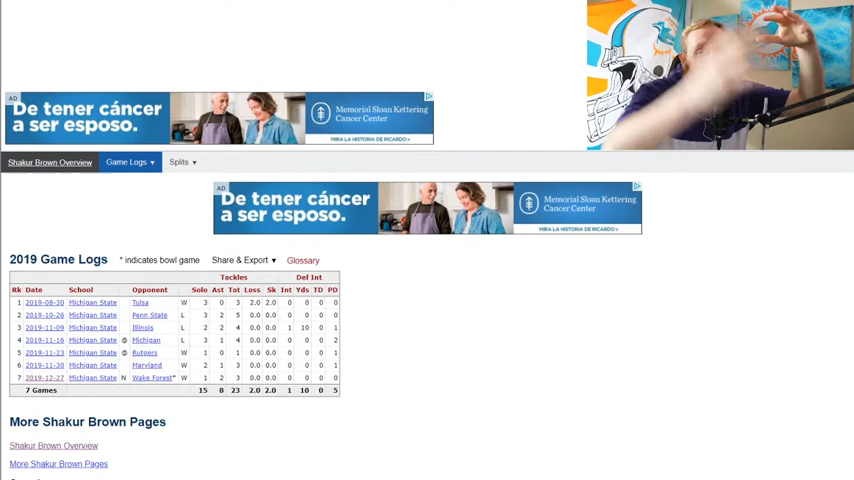 AD
De tener cáncer
a ser esposo.
Memorial Sloan Kettering
Cancer Center
MIRA LA HISTORIA DE RICARDO >
Shakur Brown Overview Game Logs ▼ Splits ▼
AD
De tener cáncer
a ser esposo.
Memorial Sloan Kettering
Cancer Center
MIRA LA HISTORIA DE RICARDO >
2019 Game Logs * indicates bowl game Share & Export ▼ Glossary
Tackles Def Int
Rk Date School Opponent Solo Ast Tot Loss Sk Int Yds TD PD
1 2019-08-30 Michigan State Tulsa W 3 0 3 2.0 2.0 0 0 0 0
2 2019-10-26 Michigan State Penn State L 3 2 5 0.0 0.0 0 0 0 0
3 2019-11-09 Michigan State Illinois L 2 2 4 0.0 0.0 1 10 0 1
4 2019-11-16 Michigan State @ Michigan L 3 1 4 0.0 0.0 0 0 0 2
5 2019-11-23 Michigan State @ Rutgers W 1 0 1 0.0 0.0 0 0 0 1
6 2019-11-30 Michigan State Maryland W 2 1 3 0.0 0.0 0 0 0 1
7 2019-12-27 Michigan State N Wake Forest* W 1 2 3 0.0 0.0 0 0 0 0
7 Games 15 8 23 2.0 2.0 1 10 0 5
More Shakur Brown Pages
Shakur Brown Overview
More Shakur Brown Pages